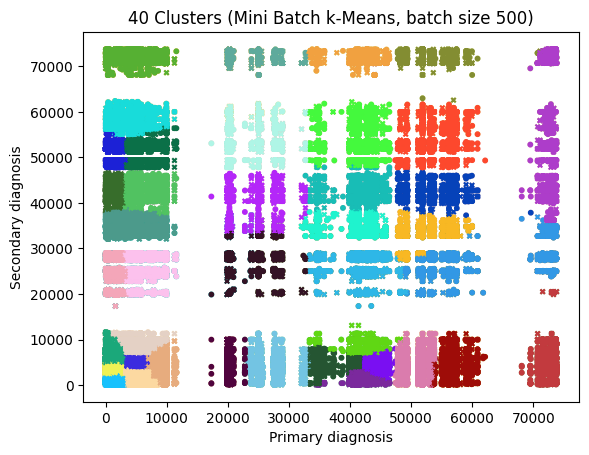 40 Clusters (Mini Batch k-Means, batch size 500)
Secondary diagnosis
70000
60000
50000
40000
30000
20000
10000
0
0 10000 20000 30000 40000 50000 60000 70000
Primary diagnosis